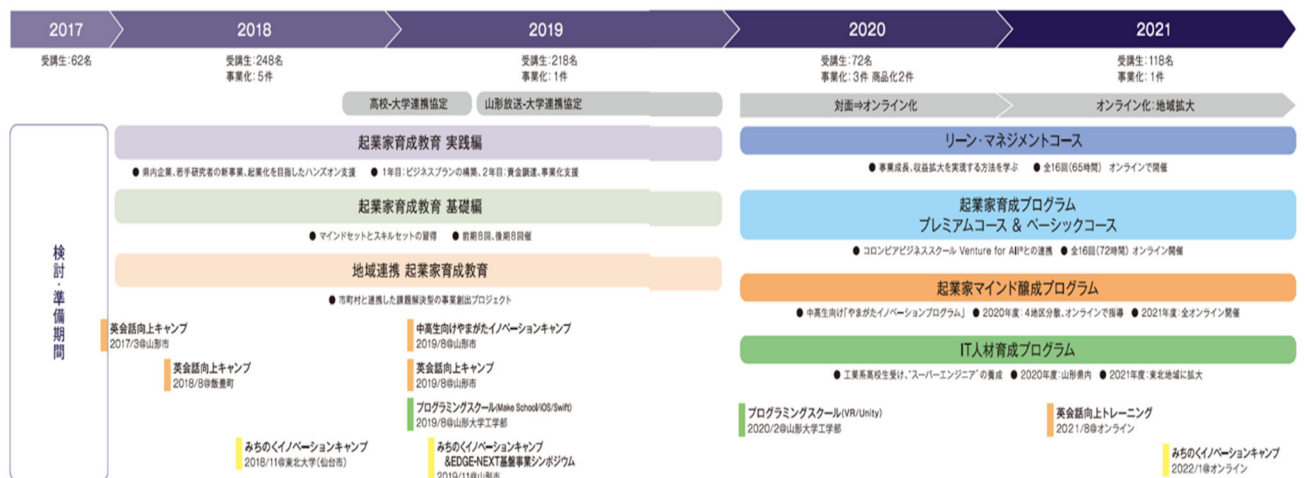 2017
2018
2019
2020
2021
受講生：62名
受講生：248名
事業化：5件
受講生：218名
事業化：1件
受講生：72名
事業化：3件 商品化2件
受講生：118名
事業化：1件
高校-大学連携協定
山形放送-大学連携協定
対面⇒オンライン化
オンライン化：地域拡大
検討・準備期間
起業家育成教育 実践編
● 県内企業、若手研究者の新事業、起業化を目指したハンズオン支援 ● 1年目：ビジネスプランの構築、2年目：資金調達、事業化支援
起業家育成教育 基礎編
● マインドセットとスキルセットの習得 ● 前期8回、後期8回催
地域連携 起業家育成教育
● 市町村と連携した課題解決型の事業創出プロジェクト
英会話向上キャンプ
2017/3@山形市
英会話向上キャンプ
2018/8@飯豊町
みちのくイノベーションキャンプ
2018/11@東北大学(仙台市)
中高生向けやまがたイノベーションキャンプ
2019/8@山形市
英会話向上キャンプ
2019/8@山形市
プログラミングスクール(Make School/iOS/Swift)
2019/8@山形大学工学部
みちのくイノベーションキャンプ
&EDGE-NEXT基盤事業シンポジウム
2019/11@山形市
リーン・マネジメントコース
● 事業成長、収益拡大を実現する方法を学ぶ ● 全16回(65時間) オンラインで開催
起業家育成プログラム
プレミアムコース & ベーシックコース
● コロンビアビジネススクール Venture for All®との連携 ● 全16回(72時間) オンライン開催
起業家マインド醸成プログラム
● 中高生向け「やまがたイノベーションプログラム」 ● 2020年度：4地区分散、オンラインで指導 ● 2021年度：全オンライン開催
IT人材育成プログラム
● 工業系高校生受け、"スーパーエンジニア"の養成 ● 2020年度：山形県内 ● 2021年度：東北地域に拡大
プログラミングスクール(VR/Unity)
2020/2@山形大学工学部
英会話向上トレーニング
2021/8@オンライン
みちのくイノベーションキャンプ
2022/1@オンライン